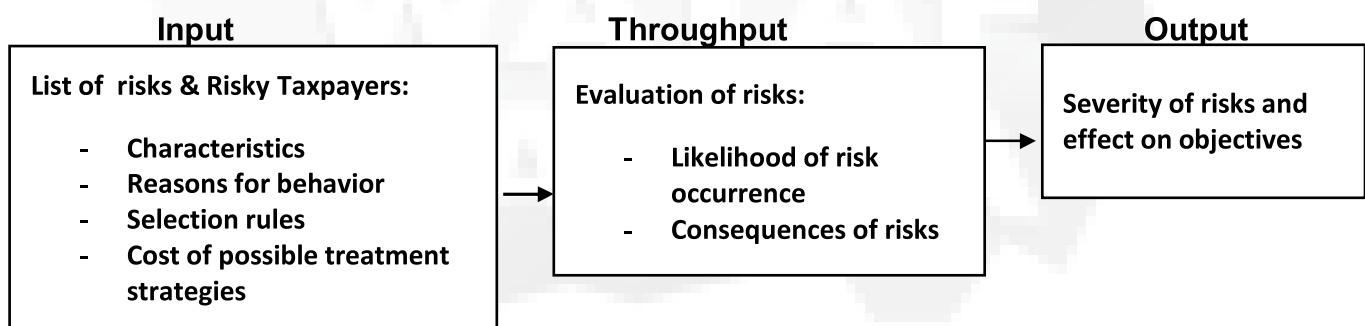 Input
List of risks & Risky Taxpayers:
- Characteristics
- Reasons for behavior
- Selection rules
- Cost of possible treatment
strategies
Throughput
Evaluation of risks:
- Likelihood of risk
occurrence
- Consequences of risks
Output
Severity of risks and
effect on objectives